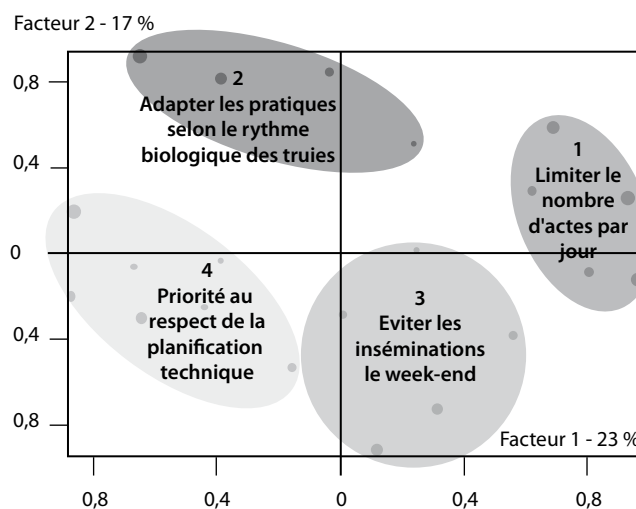 Facteur 2 - 17 %
0,8
0,4
0
0,4
0,8
2
Adapter les pratiques
selon le rythme
biologique des truies
1
Limiter le
nombre
d'actes par
jour
4
Priorité au
respect de la
planification
technique
3
Eviter les
inséminations
le week-end
Facteur 1 - 23 %
0,8
0,4
0
0,4
0,8